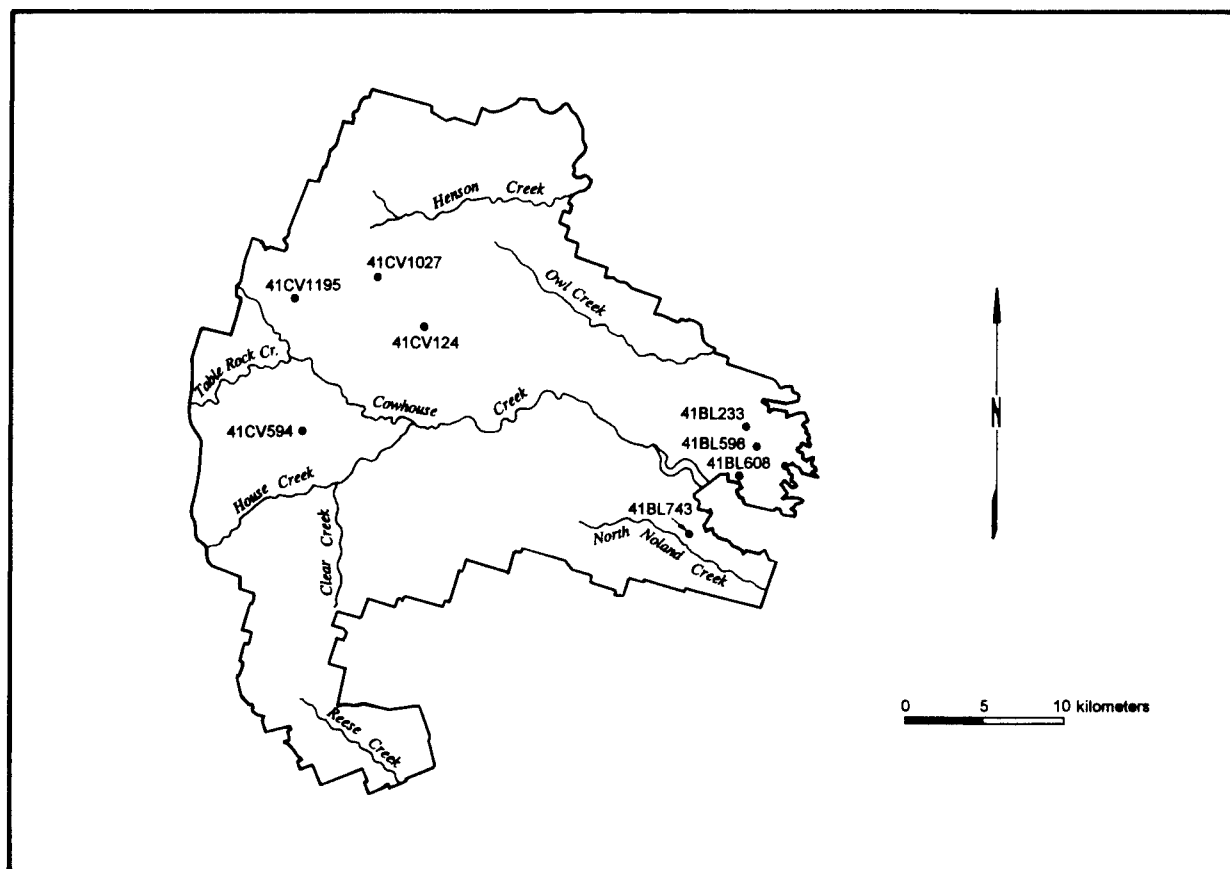 Henson Creek
41CV1027
41CV1195
Owl Creek
41CV124
Table Rock Cr.
Cowhouse Creek
41BL233
41CV594
41BL598
41BL608
House Creek
41BL743
North Noland Creek
Clear Creek
N
0 5 10 kilometers
Reese Creek